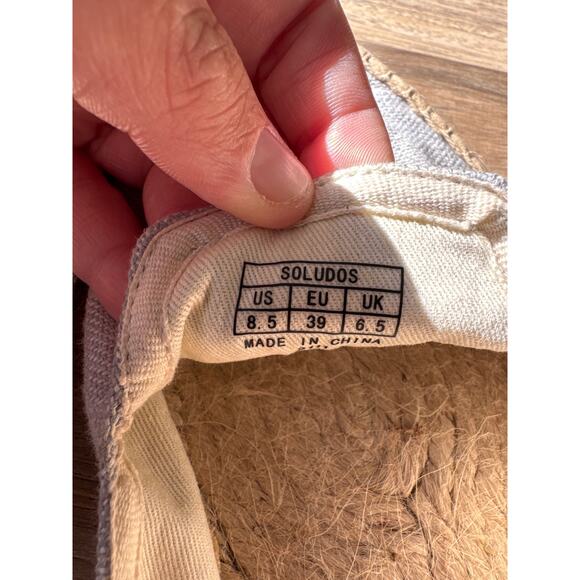 SOLUDOS
US EU UK
8.5 39 6.5
MADE IN CHINA